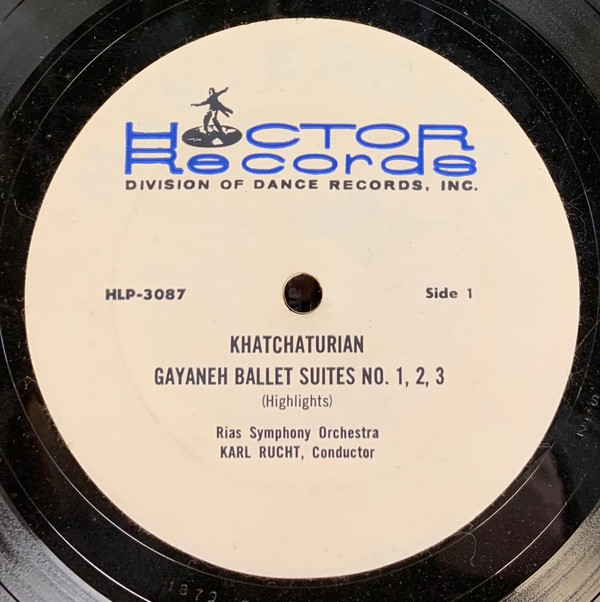 HOCTOR
Records
DIVISION OF DANCE RECORDS, INC.
HLP-3087
Side 1
KHATCHATURIAN
GAYANEH BALLET SUITES NO. 1, 2, 3
(Highlights)
Rias Symphony Orchestra
KARL RUCHT, Conductor